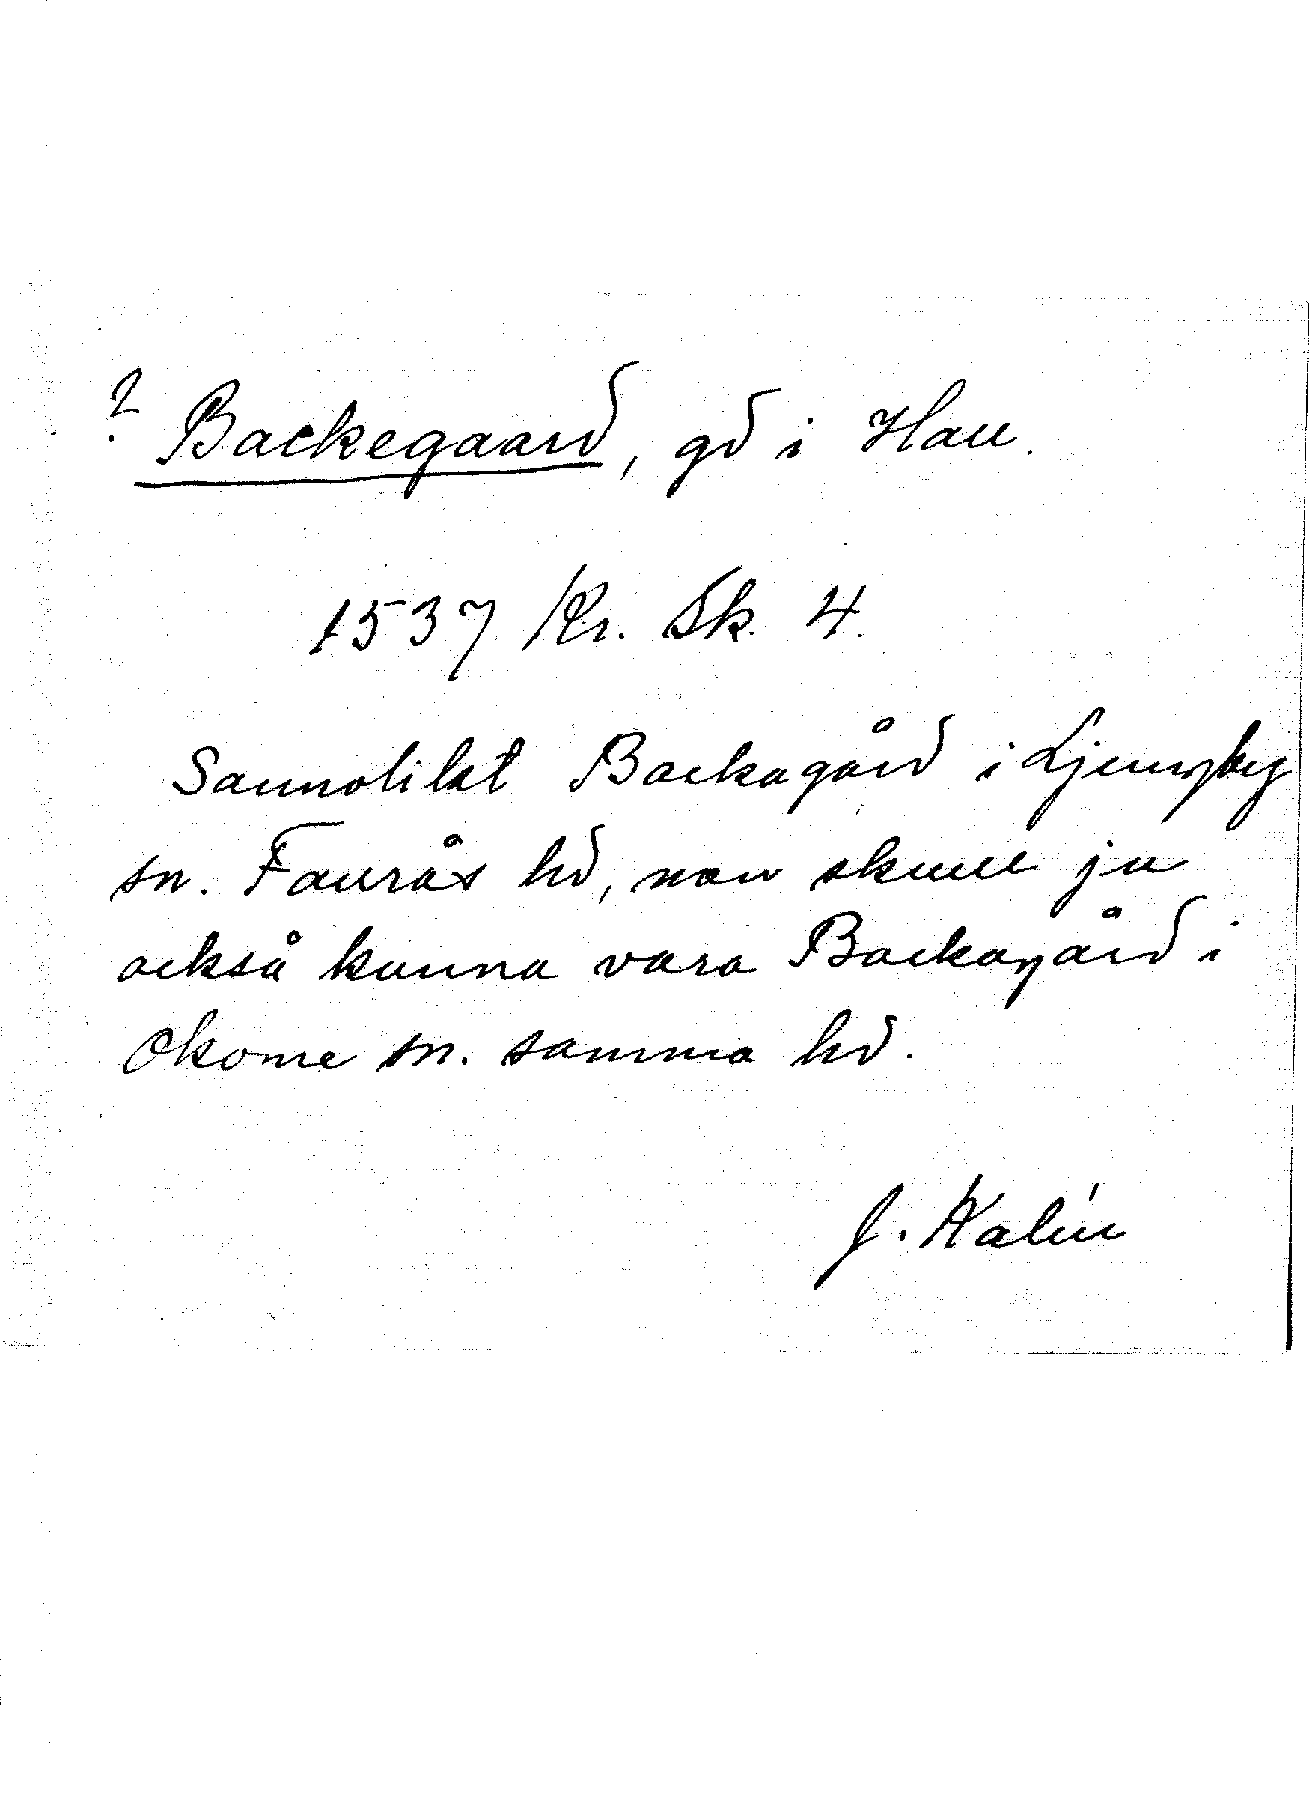 ? Backegaard, gd i Hall.
1537 Kr. Sk. 4.
Sannolikt Backagård i Ljungby
sn. Faurås hd, men skulle ju
också kunna vara Backagård i
Okome sn. samma hd.
J. Kalén